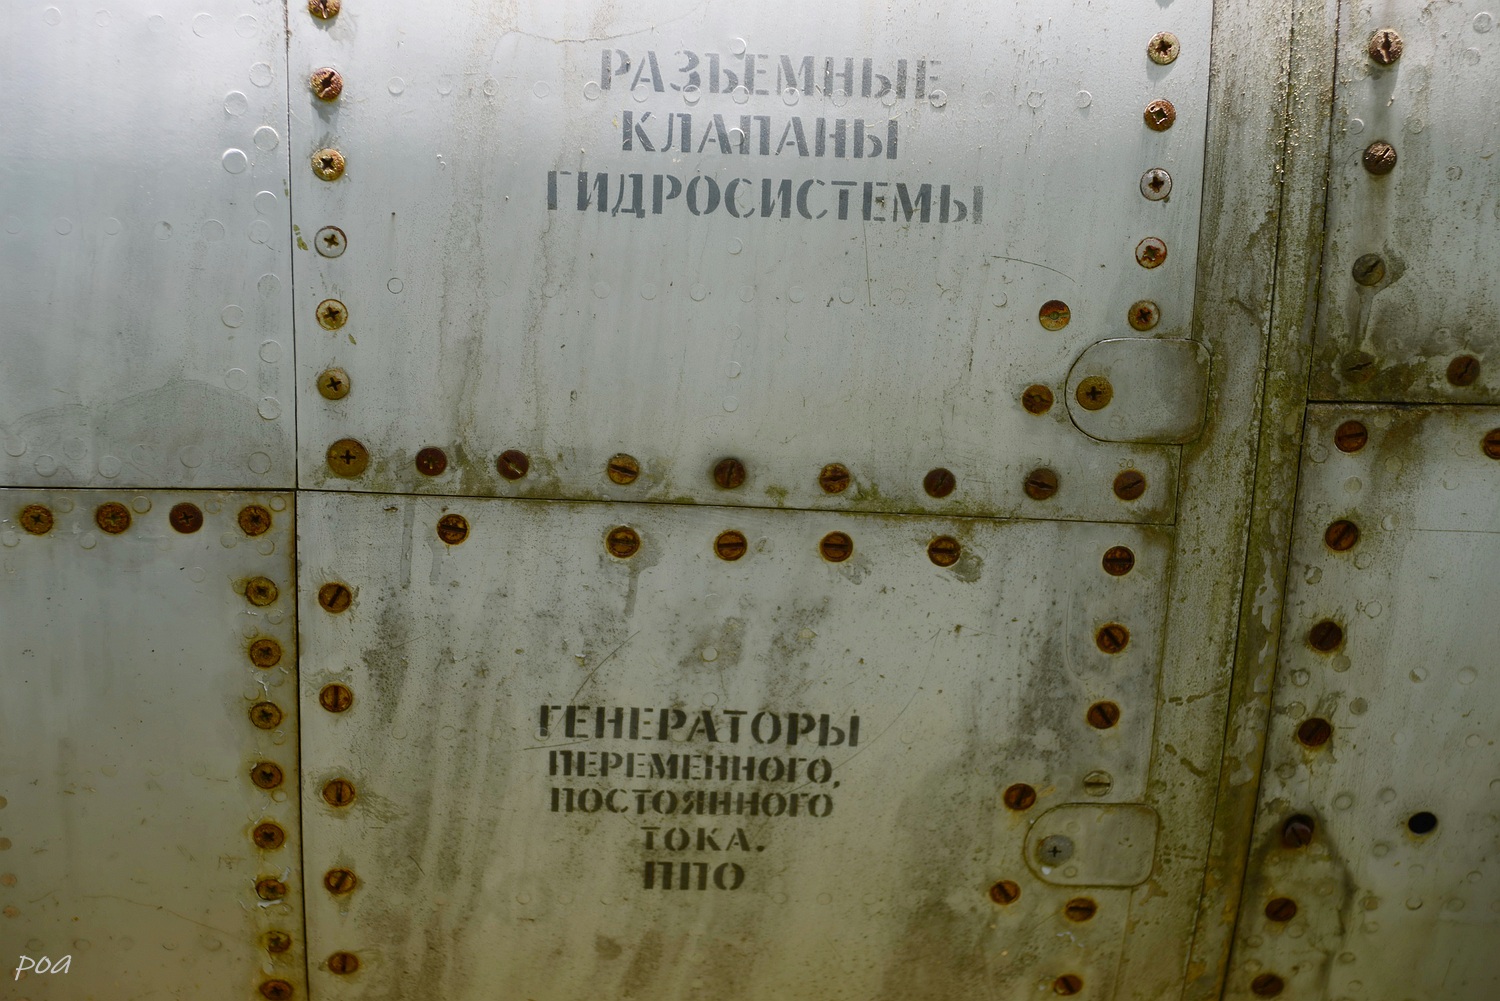 РАЗЪЕМНЫЕ
КЛАПАНЫ
ГИДРОСИСТЕМЫ
ГЕНЕРАТОРЫ
ПЕРЕМЕННОГО,
ПОСТОЯННОГО
ТОКА.
ППО
poa